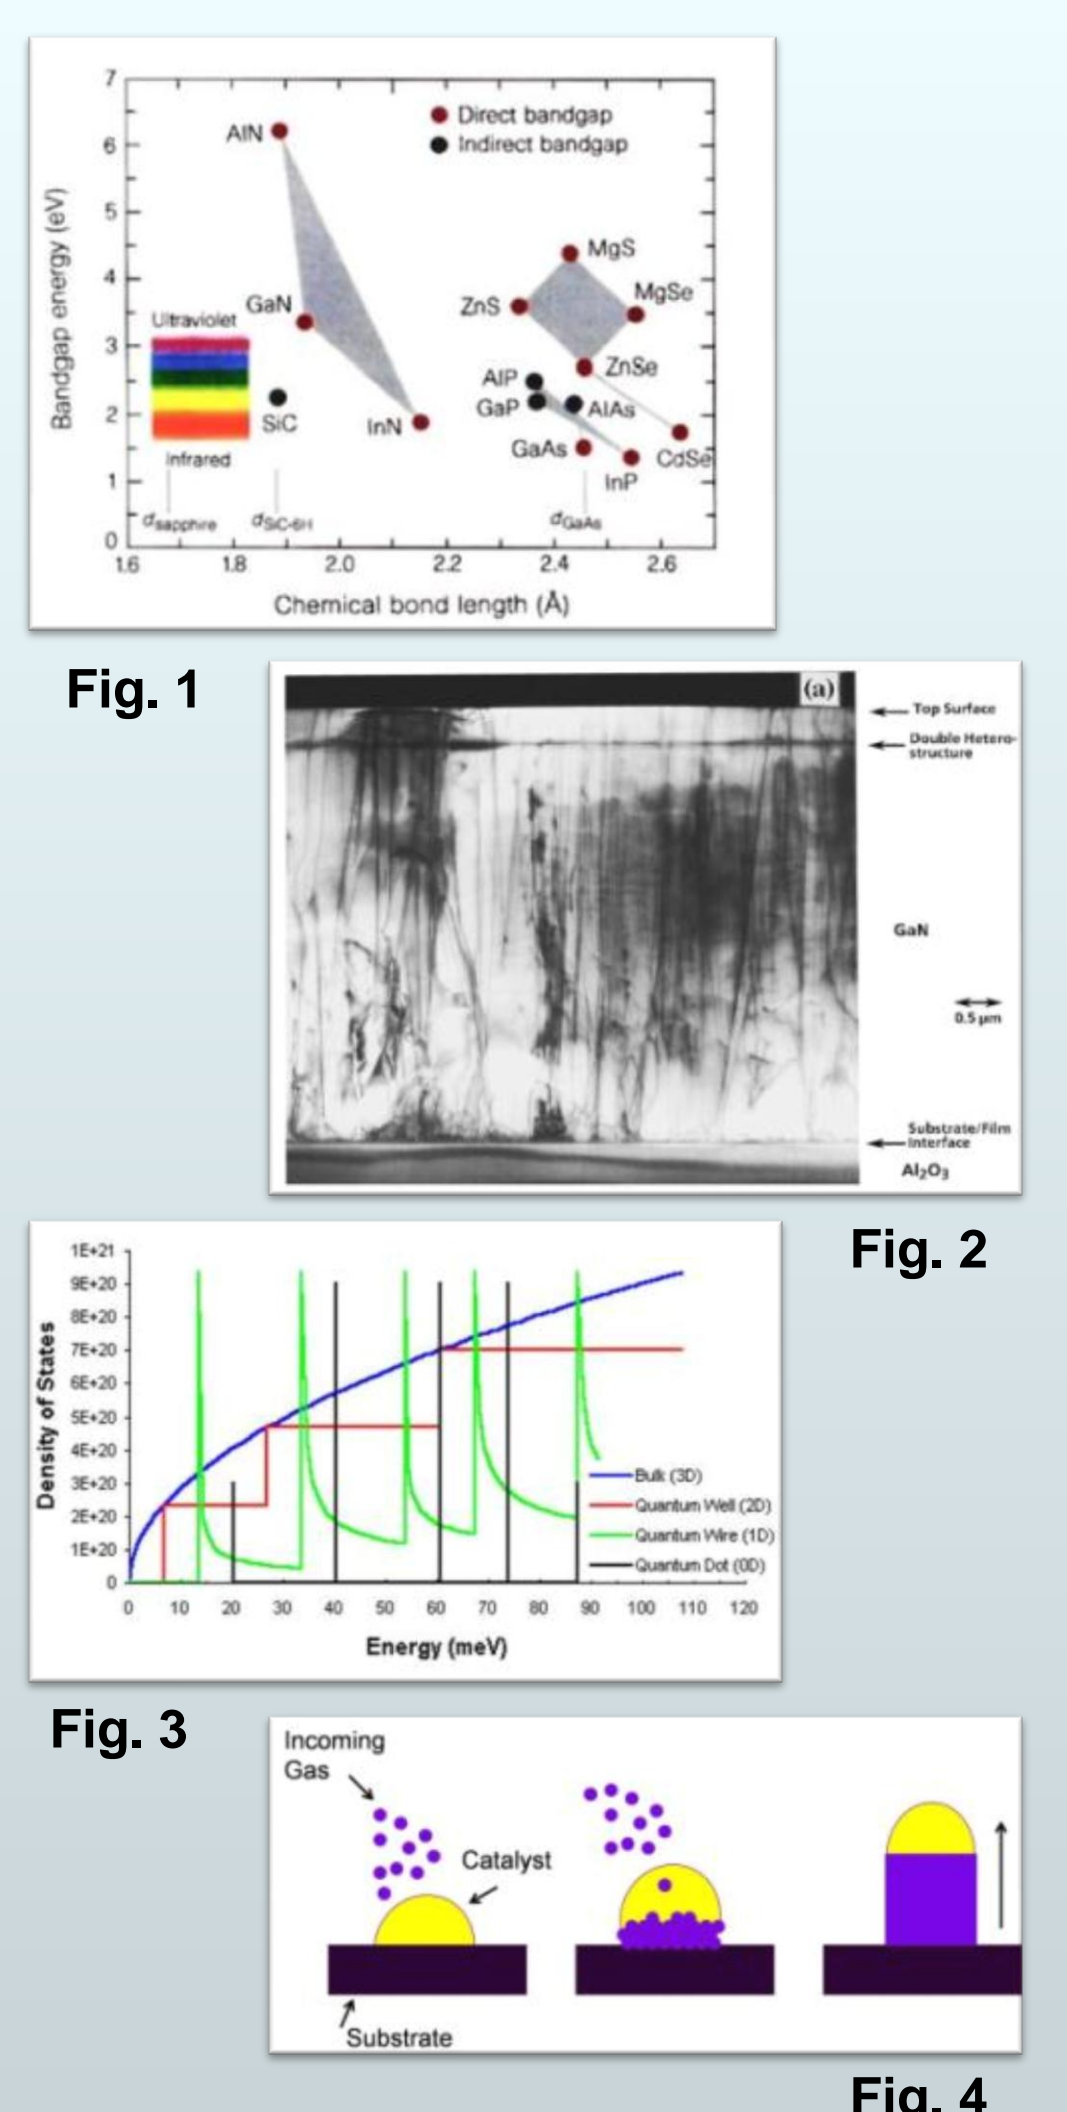 7
Direct bandgap
AlN
Indirect bandgap
6
5
MgS
4
MgSe
GaN
ZnS
Ultraviolet
3
ZnSe
AlP
GaP
AlAs
2
SiC
InN
GaAs
CdSe
Infrared
InP
1
dsapphire
dSiC-6H
dGaAs
0
1.6 1.8 2.0 2.2 2.4 2.6
Bandgap energy (eV)
Chemical bond length (Å)
Fig. 1
(a)
Top Surface
Double Hetero-
structure
GaN
0.5 µm
Substrate/Film
Interface
Al₂O₃
Fig. 2
1E+21
9E+20
8E+20
7E+20
6E+20
5E+20
4E+20
3E+20
2E+20
1E+20
0
Density of States
Bulk (3D)
Quantum Well (2D)
Quantum Wire (1D)
Quantum Dot (0D)
0 10 20 30 40 50 60 70 80 90 100 110 120
Energy (meV)
Fig. 3
Incoming
Gas
Catalyst
Substrate
Fig. 4